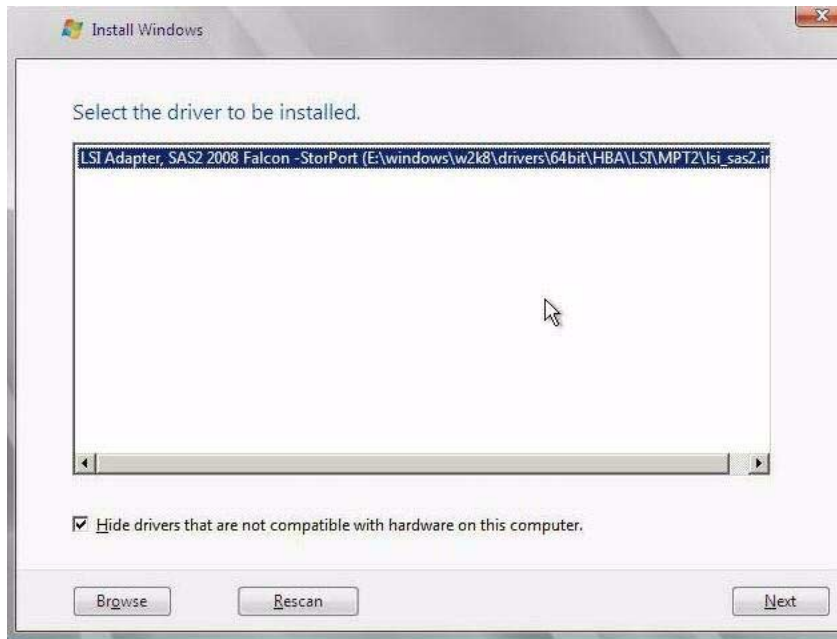 Install Windows
Select the driver to be installed.
LSI Adapter, SAS2 2008 Falcon -StorPort (E:\windows\w2k8\drivers\64bit\HBA\LSI\MPT2\lsi_sas2.in
Hide drivers that are not compatible with hardware on this computer.
Browse
Rescan
Next